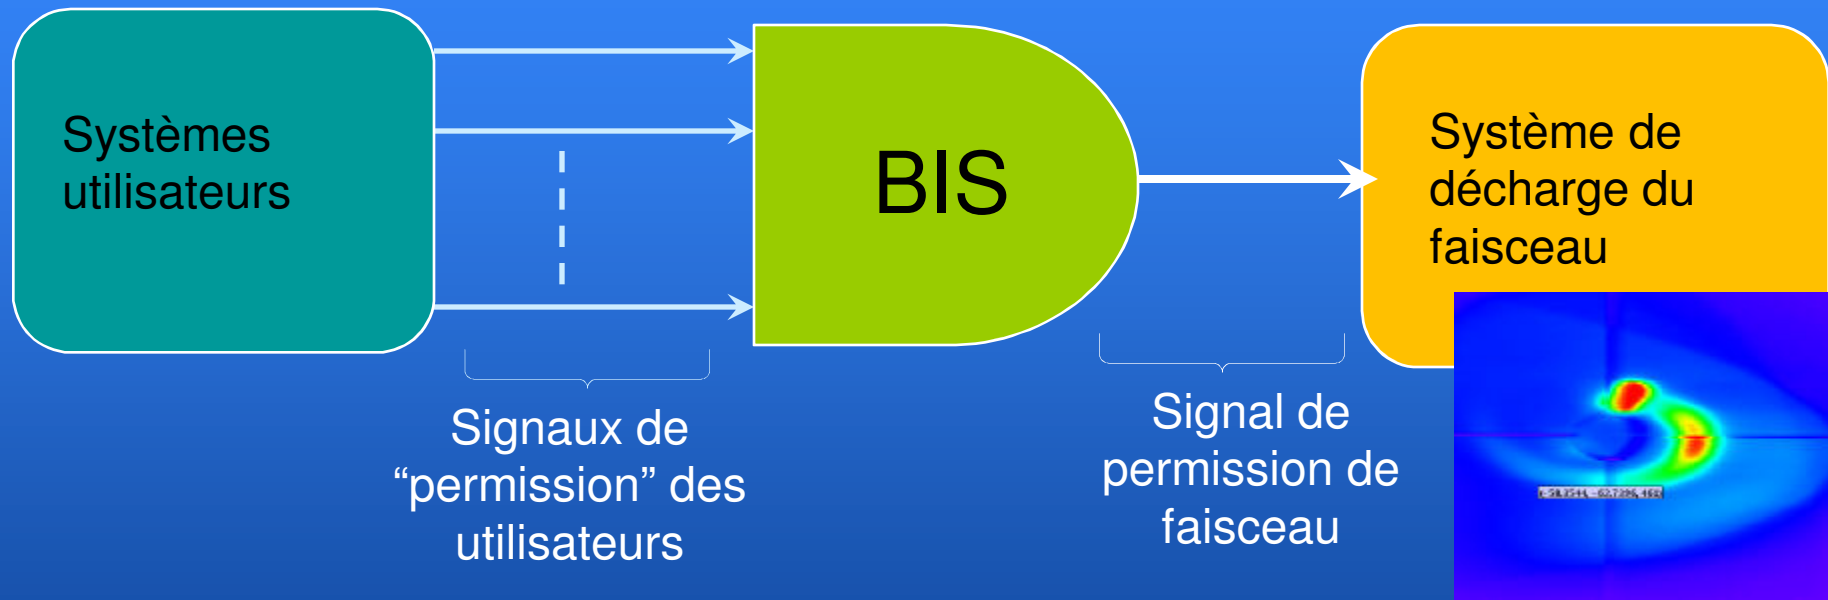 Systèmes
utilisateurs
BIS
Système de
décharge du
faisceau
Signaux de
“permission” des
utilisateurs
Signal de
permission de
faisceau